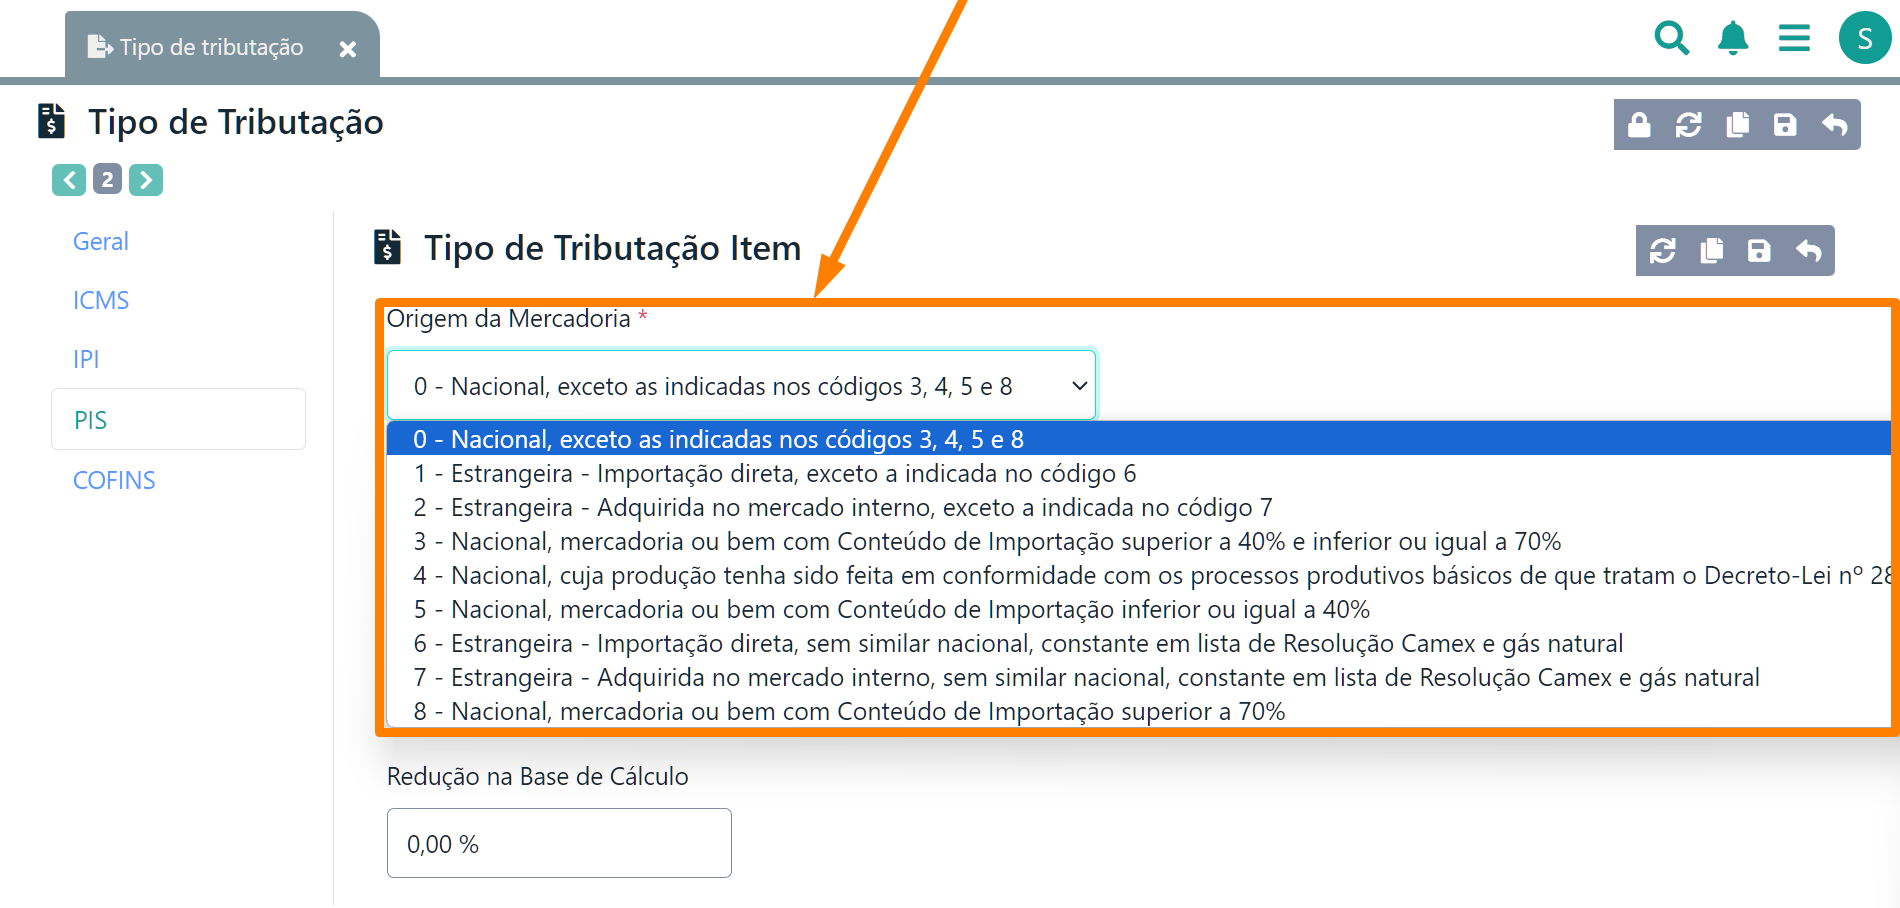 Tipo de tributação
S
Tipo de Tributação
2
Geral
ICMS
IPI
PIS
COFINS
Tipo de Tributação Item
Origem da Mercadoria *
0 - Nacional, exceto as indicadas nos códigos 3, 4, 5 e 8
0 - Nacional, exceto as indicadas nos códigos 3, 4, 5 e 8
1 - Estrangeira - Importação direta, exceto a indicada no código 6
2 - Estrangeira - Adquirida no mercado interno, exceto a indicada no código 7
3 - Nacional, mercadoria ou bem com Conteúdo de Importação superior a 40% e inferior ou igual a 70%
4 - Nacional, cuja produção tenha sido feita em conformidade com os processos produtivos básicos de que tratam o Decreto-Lei nº 28
5 - Nacional, mercadoria ou bem com Conteúdo de Importação inferior ou igual a 40%
6 - Estrangeira - Importação direta, sem similar nacional, constante em lista de Resolução Camex e gás natural
7 - Estrangeira - Adquirida no mercado interno, sem similar nacional, constante em lista de Resolução Camex e gás natural
8 - Nacional, mercadoria ou bem com Conteúdo de Importação superior a 70%
Redução na Base de Cálculo
0,00 %